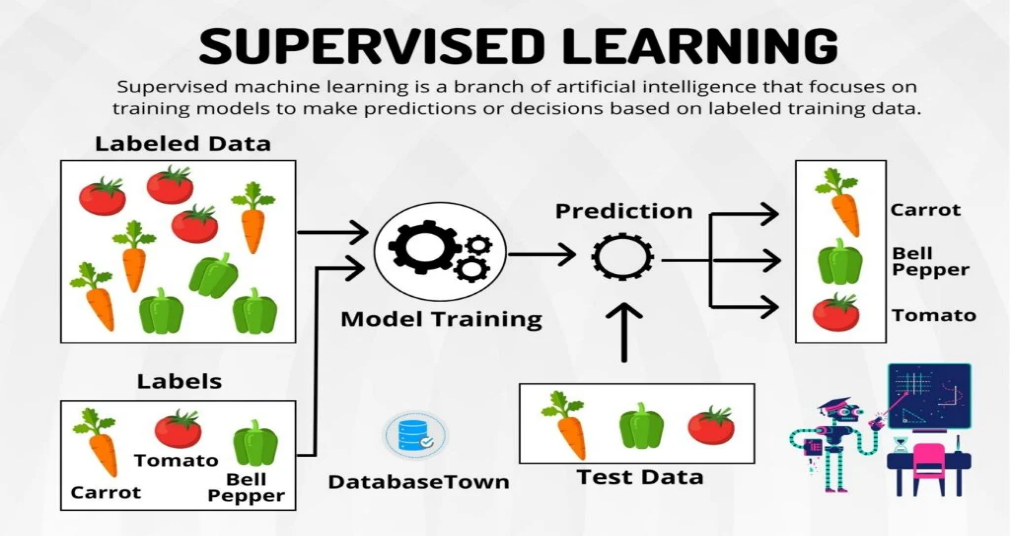 SUPERVISED LEARNING
Supervised machine learning is a branch of artificial intelligence that focuses on
training models to make predictions or decisions based on labeled training data.
Labeled Data
Model Training
Prediction
Carrot
Bell
Pepper
Tomato
Labels
Tomato
Carrot
Bell
Pepper
DatabaseTown
Test Data